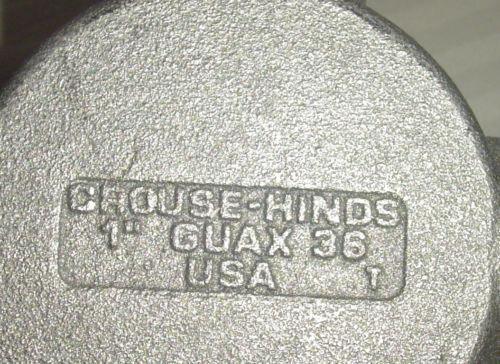 CROUSE-HINDS
1" GUAX 36
USA T